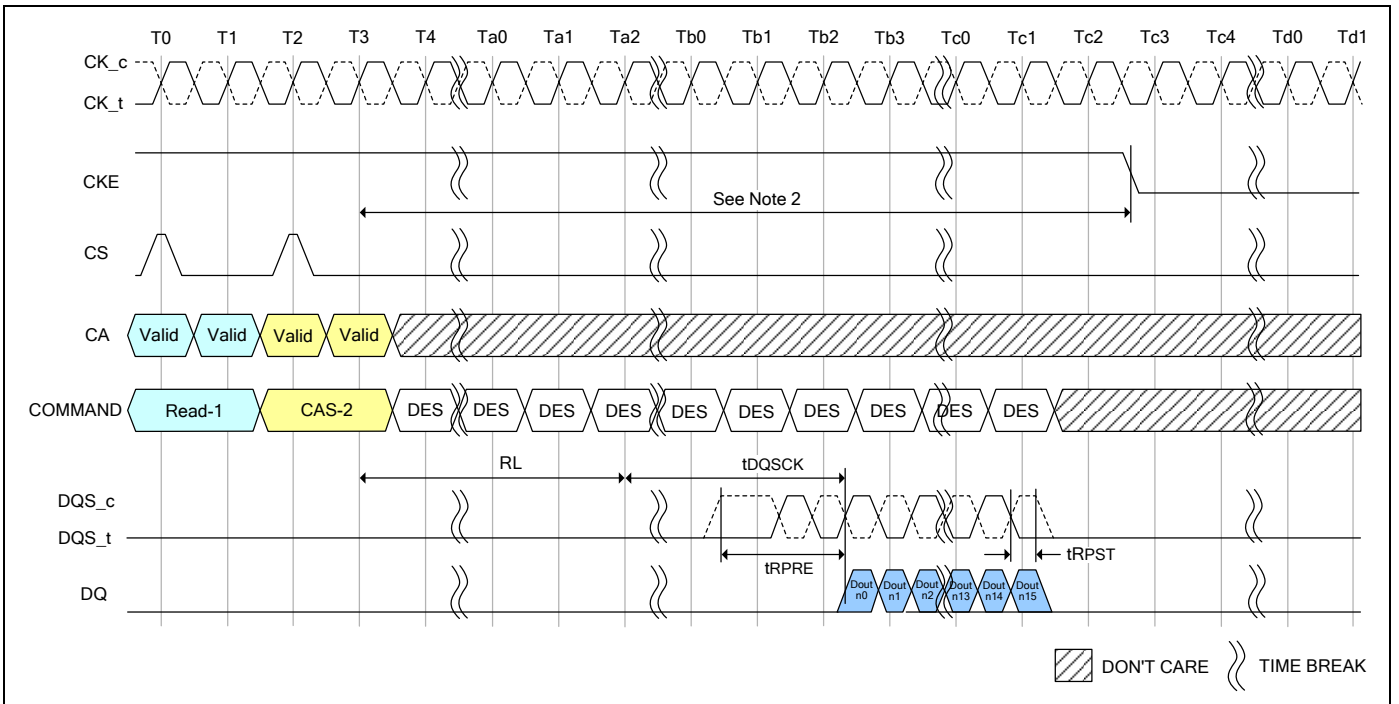 T0 T1 T2 T3 T4 Ta0 Ta1 Ta2 Tb0 Tb1 Tb2 Tb3 Tc0 Tc1 Tc2 Tc3 Tc4 Td0 Td1
CK_c
CK_t
CKE
See Note 2
CS
CA Valid Valid Valid Valid
COMMAND Read-1 CAS-2 DES DES DES DES DES DES DES DES DES DES
RL tDQSCK
DQS_c
DQS_t
tRPRE tRPST
DQ
Dout Dout Dout Dout Dout Dout
n0 n1 n2 n13 n14 n15
DON'T CARE TIME BREAK